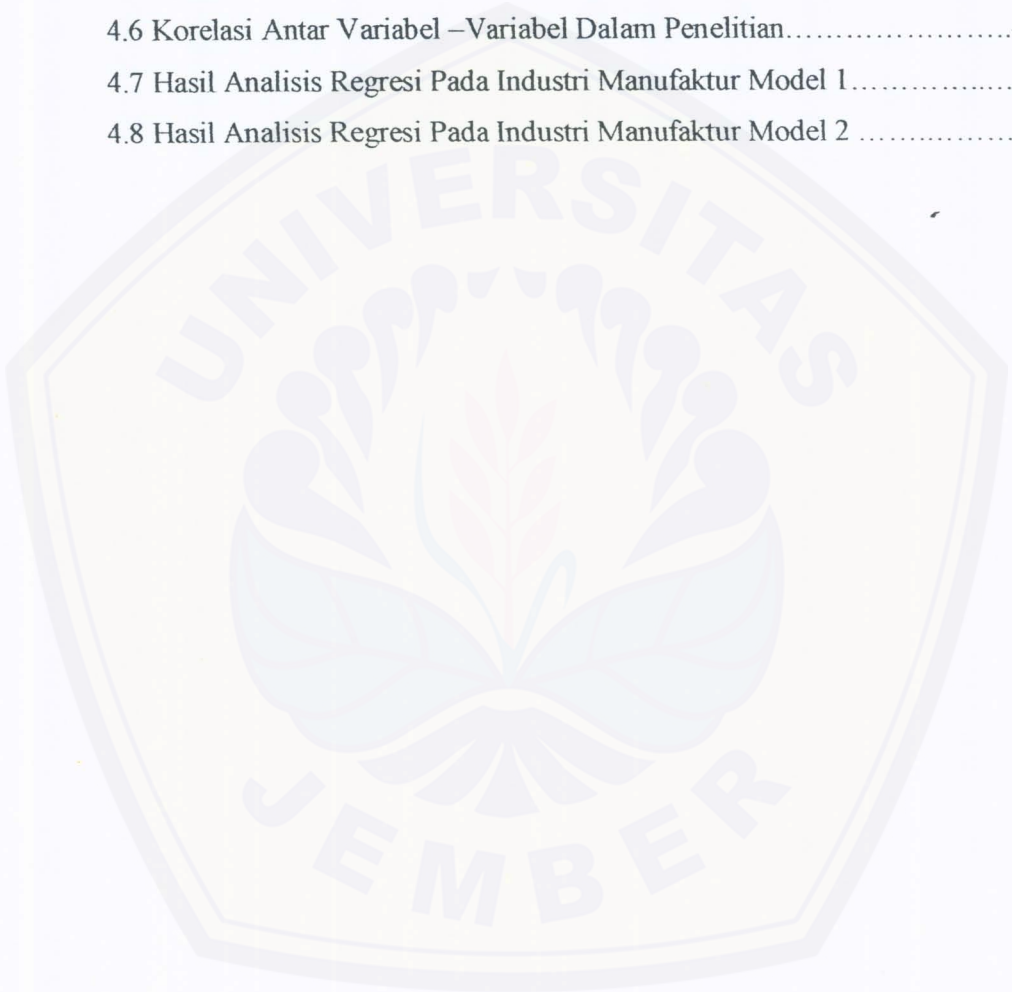 4.6 Korelasi Antar Variabel –Variabel Dalam Penelitian.......................
4.7 Hasil Analisis Regresi Pada Industri Manufaktur Model 1.................
4.8 Hasil Analisis Regresi Pada Industri Manufaktur Model 2 ................
UNIVERSITAS
JEMBER